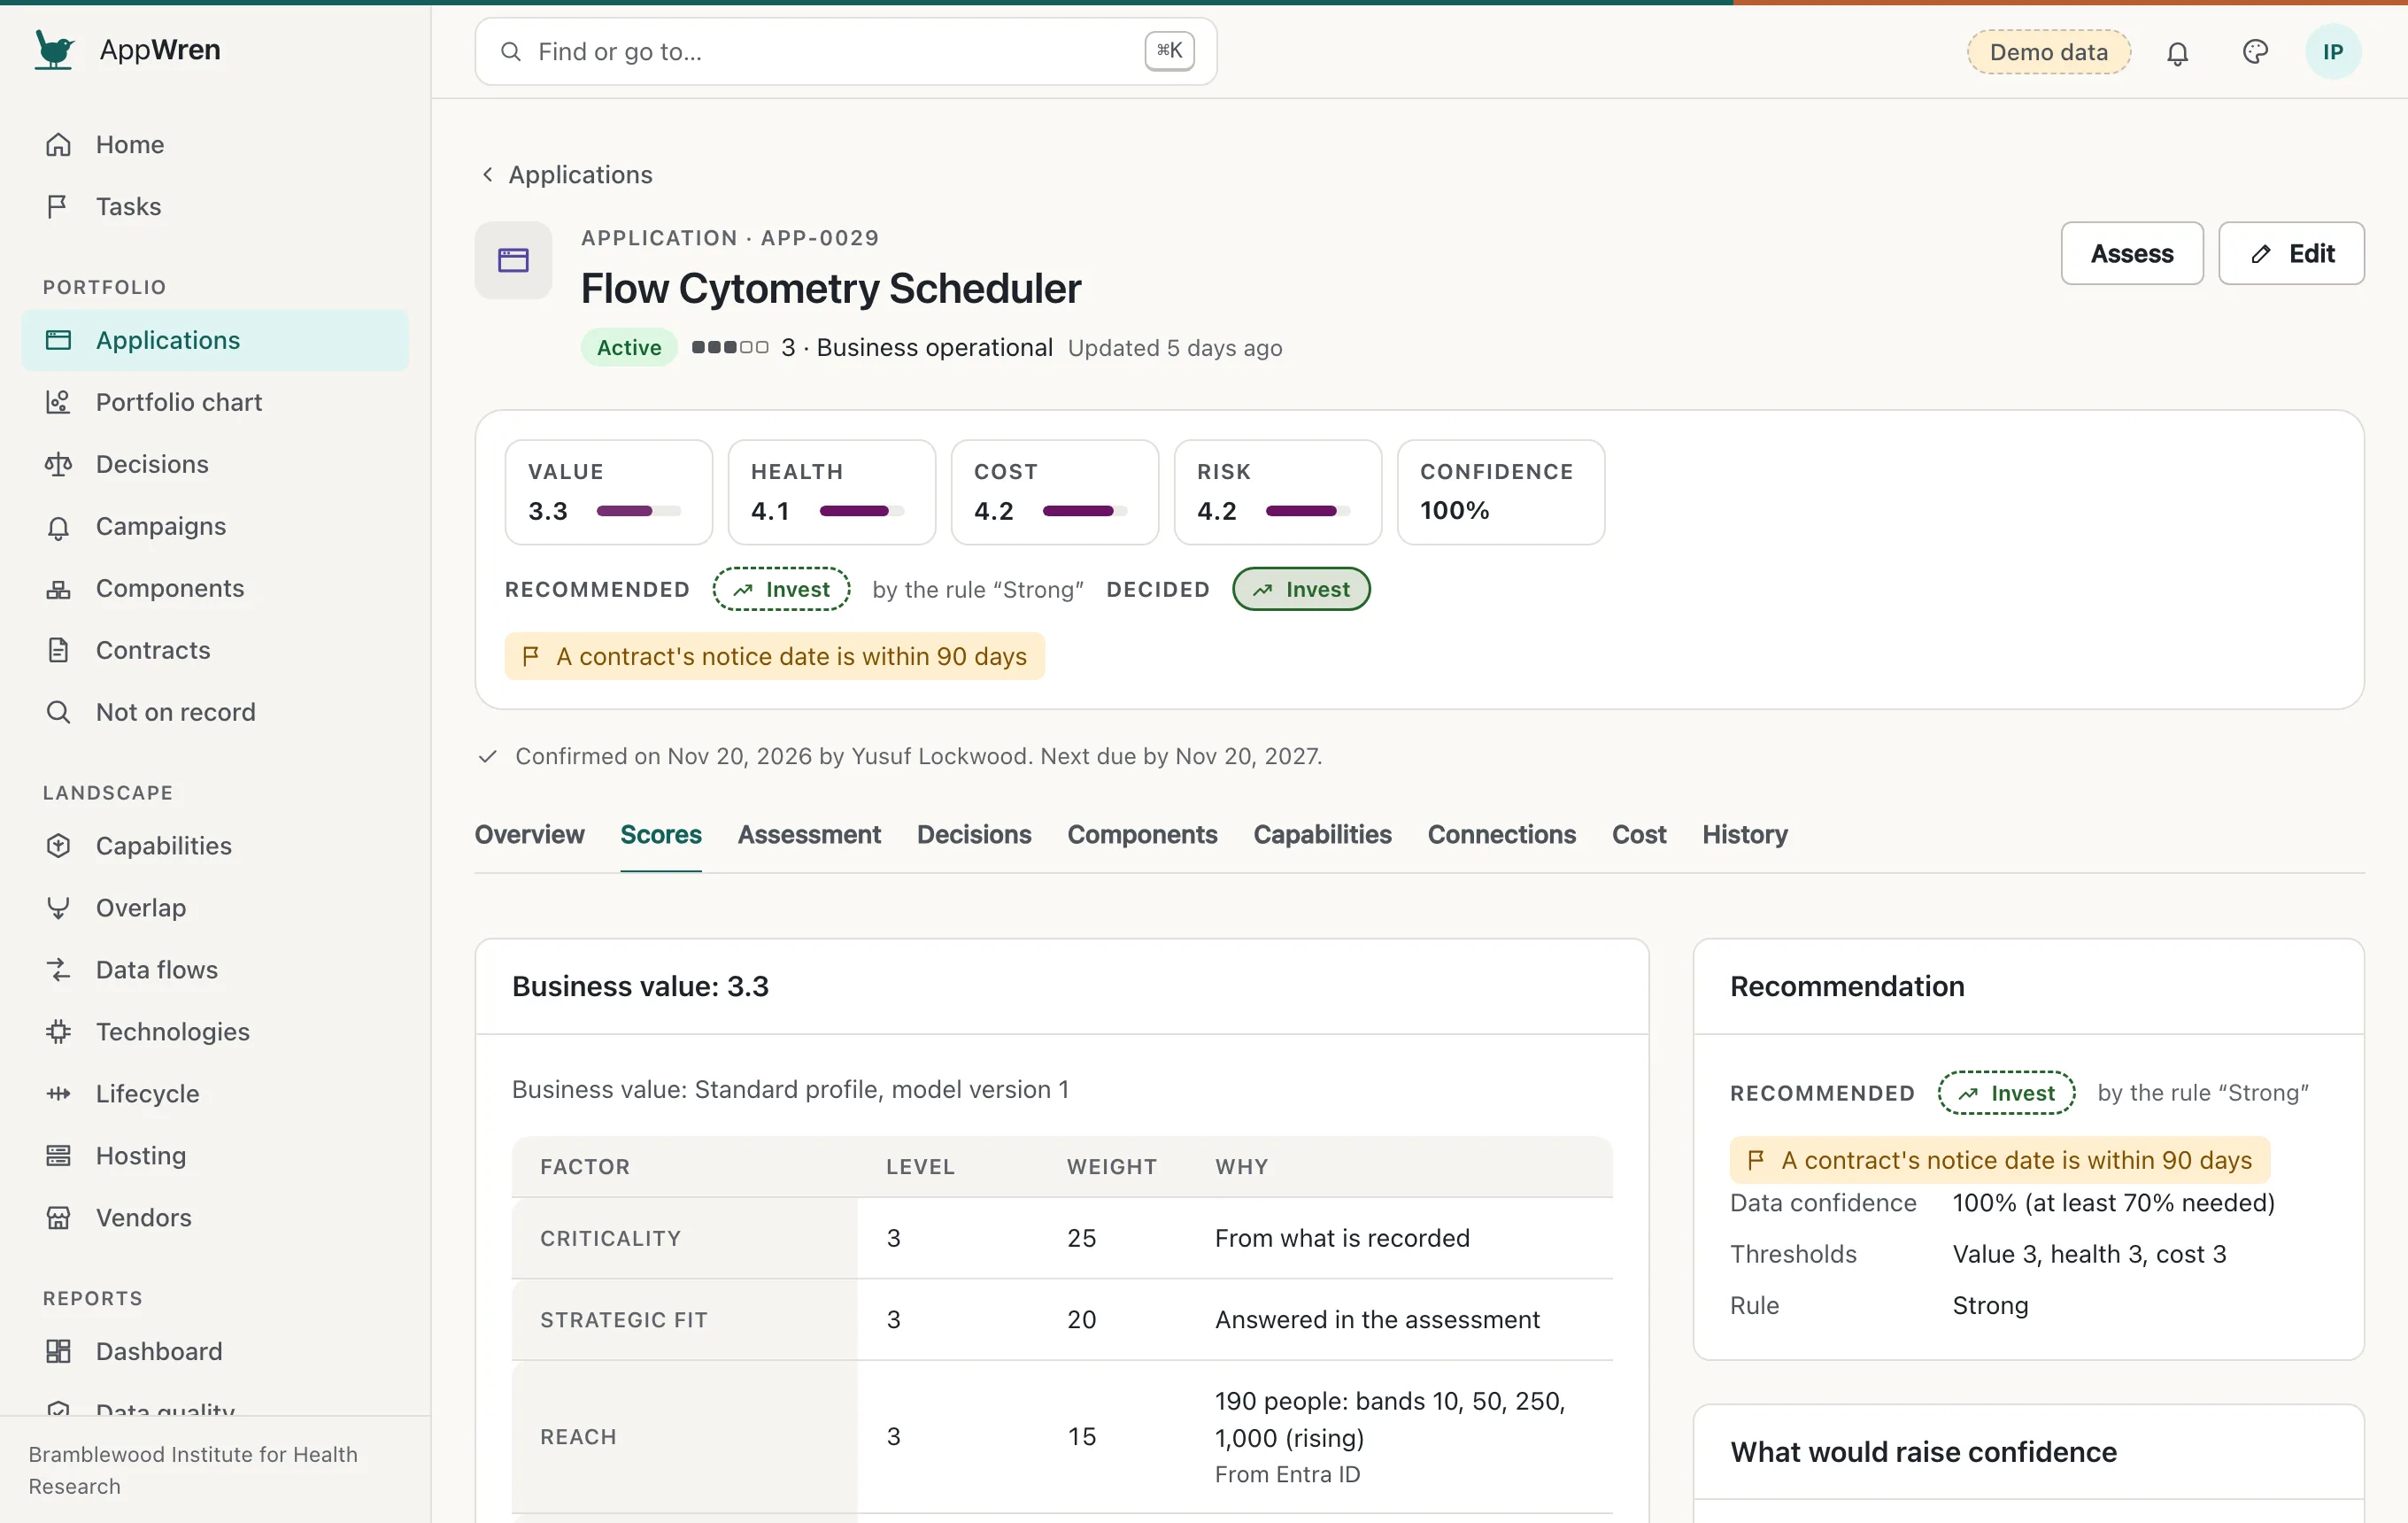 AppWren
Find or go to...
⌘K
Demo data
IP
Home
Tasks
PORTFOLIO
Applications
Portfolio chart
Decisions
Campaigns
Components
Contracts
Not on record
LANDSCAPE
Capabilities
Overlap
Data flows
Technologies
Lifecycle
Hosting
Vendors
REPORTS
Dashboard
Data quality
Bramblewood Institute for Health
Research
Applications
APPLICATION · APP-0029
Flow Cytometry Scheduler
Assess
Edit
Active 3 · Business operational Updated 5 days ago
VALUE
3.3
HEALTH
4.1
COST
4.2
RISK
4.2
CONFIDENCE
100%
RECOMMENDED Invest by the rule “Strong” DECIDED Invest
A contract's notice date is within 90 days
Confirmed on Nov 20, 2026 by Yusuf Lockwood. Next due by Nov 20, 2027.
Overview Scores Assessment Decisions Components Capabilities Connections Cost History
Business value: 3.3
Business value: Standard profile, model version 1
FACTOR LEVEL WEIGHT WHY
CRITICALITY 3 25 From what is recorded
STRATEGIC FIT 3 20 Answered in the assessment
REACH 3 15 190 people: bands 10, 50, 250,
1,000 (rising)
From Entra ID
Recommendation
RECOMMENDED Invest by the rule “Strong”
A contract's notice date is within 90 days
Data confidence 100% (at least 70% needed)
Thresholds Value 3, health 3, cost 3
Rule Strong
What would raise confidence